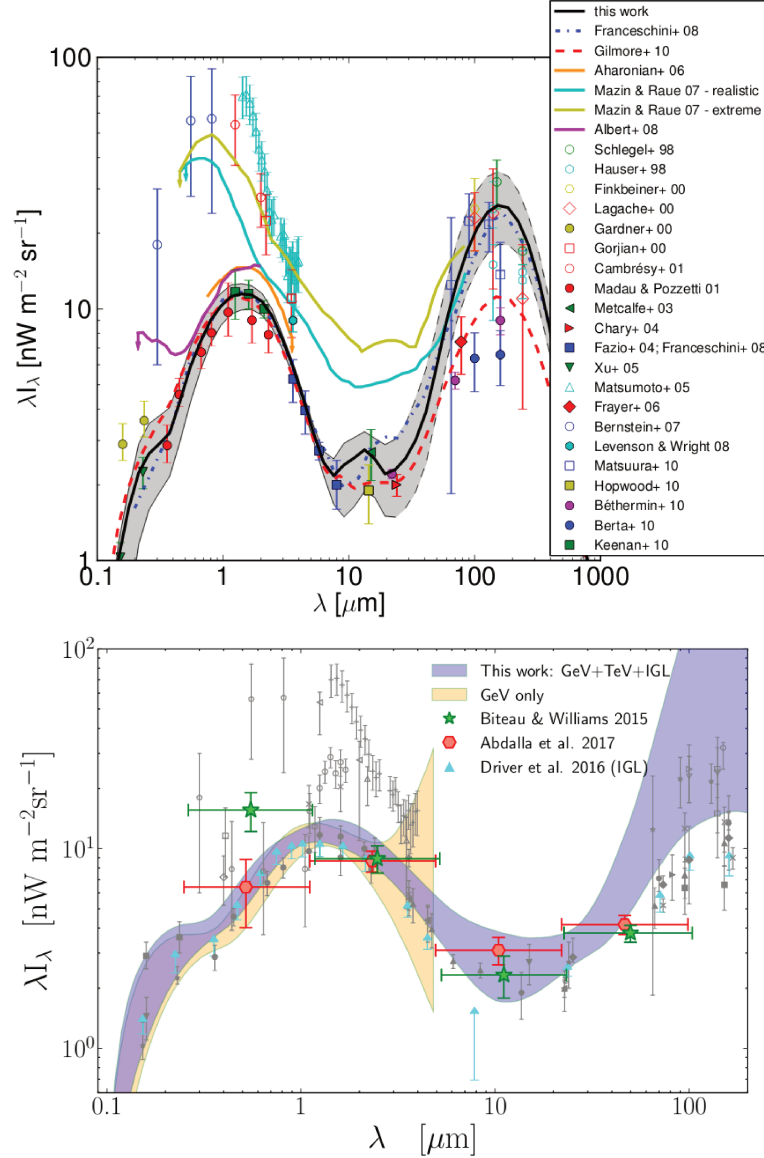 this work
Franceschini+ 08
Gilmore+ 10
Aharonian+ 06
Mazin & Raue 07 - realistic
Mazin & Raue 07 - extreme
Albert+ 08
Schlegel+ 98
Hauser+ 98
Finkbeiner+ 00
Lagache+ 00
Gardner+ 00
Gorjian+ 00
Cambrésy+ 01
Madau & Pozzetti 01
Metcalfe+ 03
Chary+ 04
Fazio+ 04; Franceschini+ 08
Xu+ 05
Matsumoto+ 05
Frayer+ 06
Bernstein+ 07
Levenson & Wright 08
Matsuura+ 10
Hopwood+ 10
Béthermin+ 10
Berta+ 10
Keenan+ 10
100
10
1
λI_λ [nW m⁻² sr⁻¹]
0.1 1 10 100 1000
λ [μm]
10²
10¹
10⁰
λI_λ [nW m⁻²sr⁻¹]
This work: GeV+TeV+IGL
GeV only
Biteau & Williams 2015
Abdalla et al. 2017
Driver et al. 2016 (IGL)
0.1 1 10 100
λ [μm]